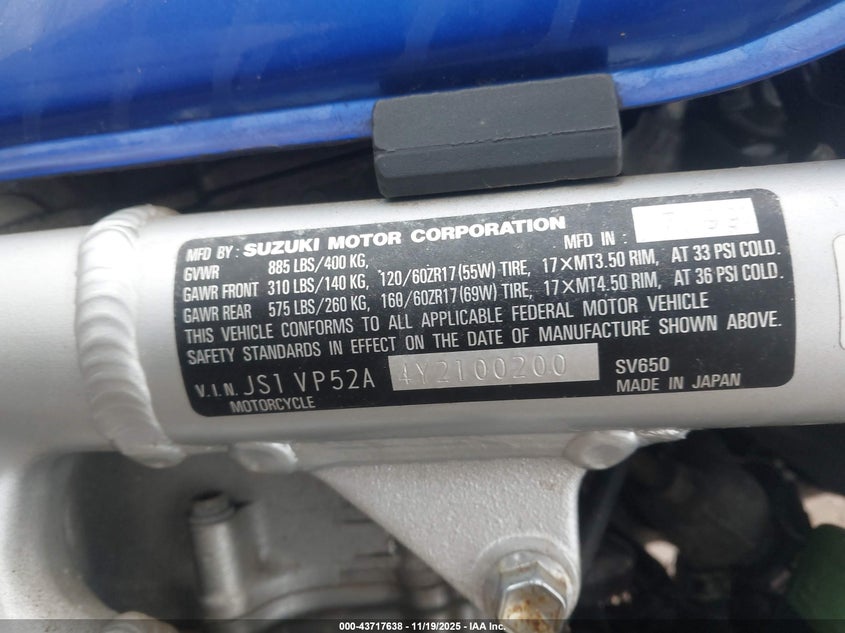 MFD BY : SUZUKI MOTOR CORPORATION MFD IN : 7 99
GVWR 885 LBS/400 KG,
GAWR FRONT 310 LBS/140 KG, 120/60ZR17 (55W) TIRE, 17×MT3.50 RIM, AT 33 PSI COLD.
GAWR REAR 575 LBS/260 KG, 160/60ZR17 (69W) TIRE, 17×MT4.50 RIM, AT 36 PSI COLD.
THIS VEHICLE CONFORMS TO ALL APPLICABLE FEDERAL MOTOR VEHICLE
SAFETY STANDARDS IN EFFECT ON THE DATE OF MANUFACTURE SHOWN ABOVE.
V.I.N. JS1VP52A 4Y2100200 SV650
MOTORCYCLE MADE IN JAPAN
000-43717638 - 11/19/2025 - IAA Inc.